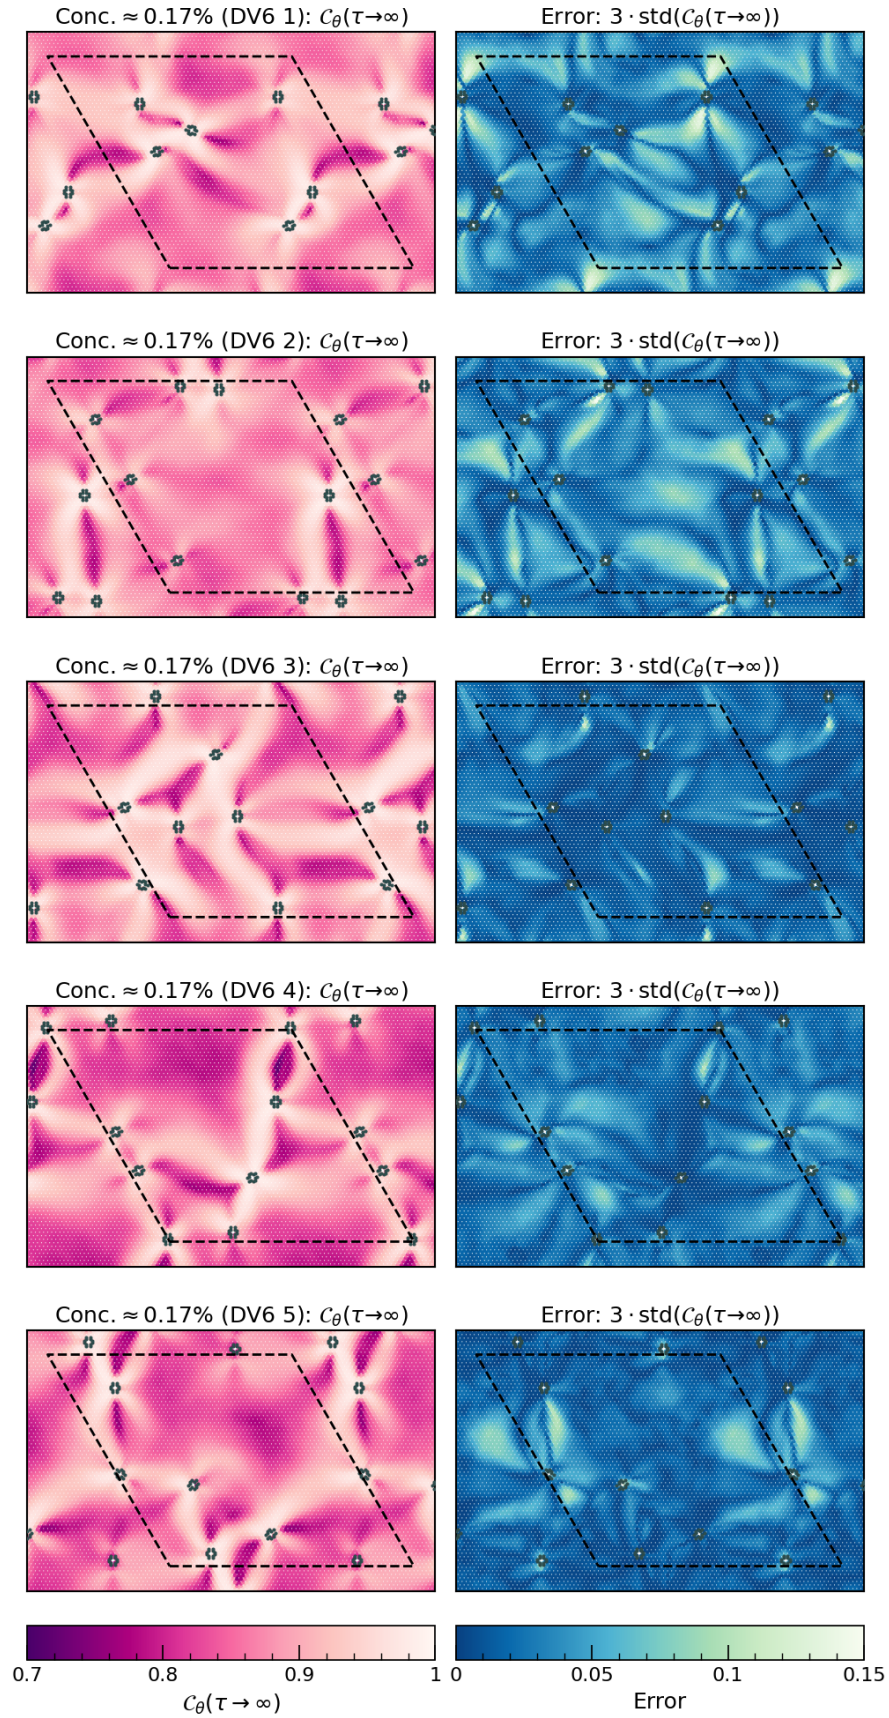 Conc. ≈ 0.17% (DV6 1): 𝒞θ(τ→∞)
Error: 3 · std(𝒞θ(τ→∞))
Conc. ≈ 0.17% (DV6 2): 𝒞θ(τ→∞)
Error: 3 · std(𝒞θ(τ→∞))
Conc. ≈ 0.17% (DV6 3): 𝒞θ(τ→∞)
Error: 3 · std(𝒞θ(τ→∞))
Conc. ≈ 0.17% (DV6 4): 𝒞θ(τ→∞)
Error: 3 · std(𝒞θ(τ→∞))
Conc. ≈ 0.17% (DV6 5): 𝒞θ(τ→∞)
Error: 3 · std(𝒞θ(τ→∞))
0.7 0.8 0.9 1
𝒞θ(τ → ∞)
0 0.05 0.1 0.15
Error